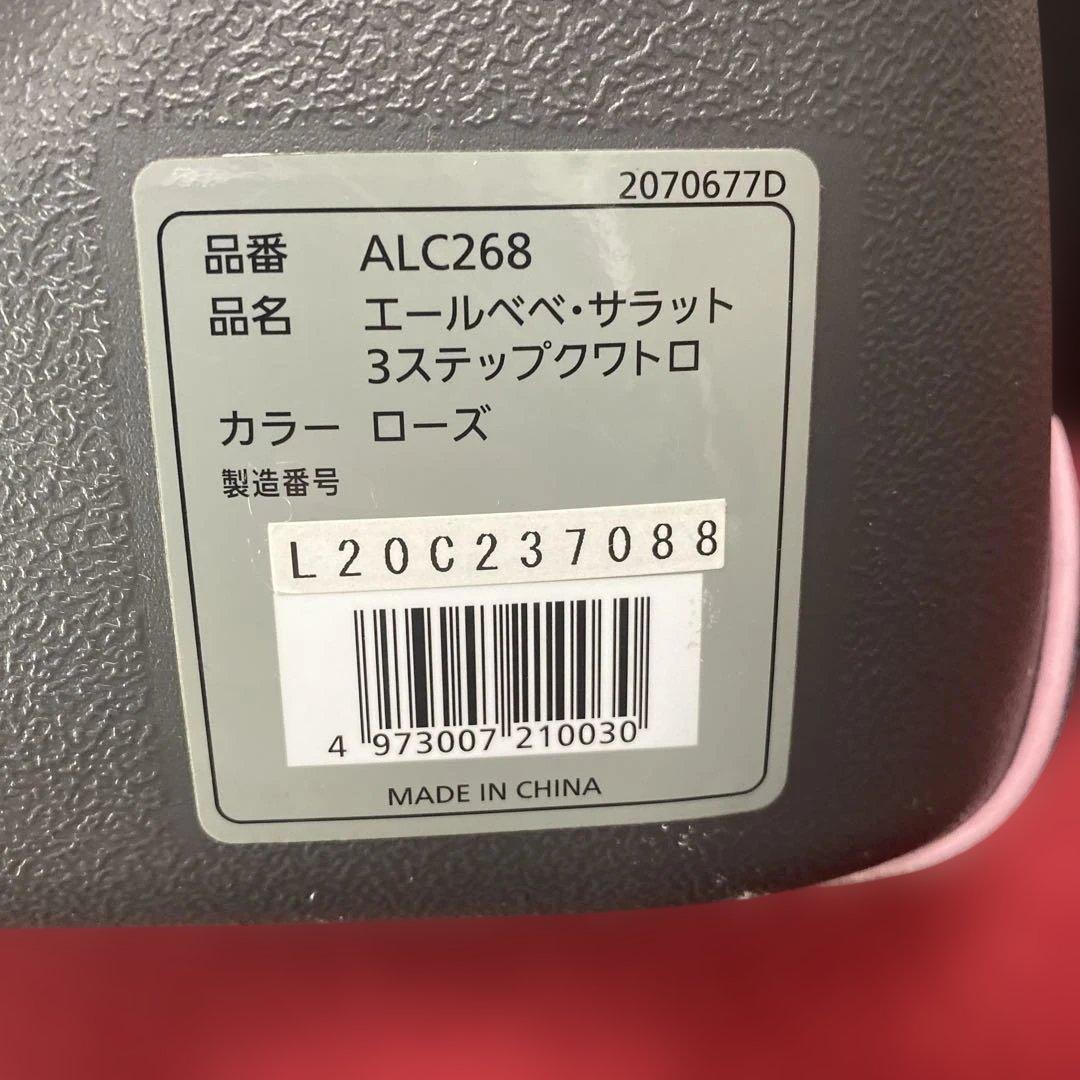 2070677D
品番 ALC268
品名 エールベベ・サラット
3ステップクワトロ
カラー ローズ
製造番号
L20C237088
4 973007 210030
MADE IN CHINA